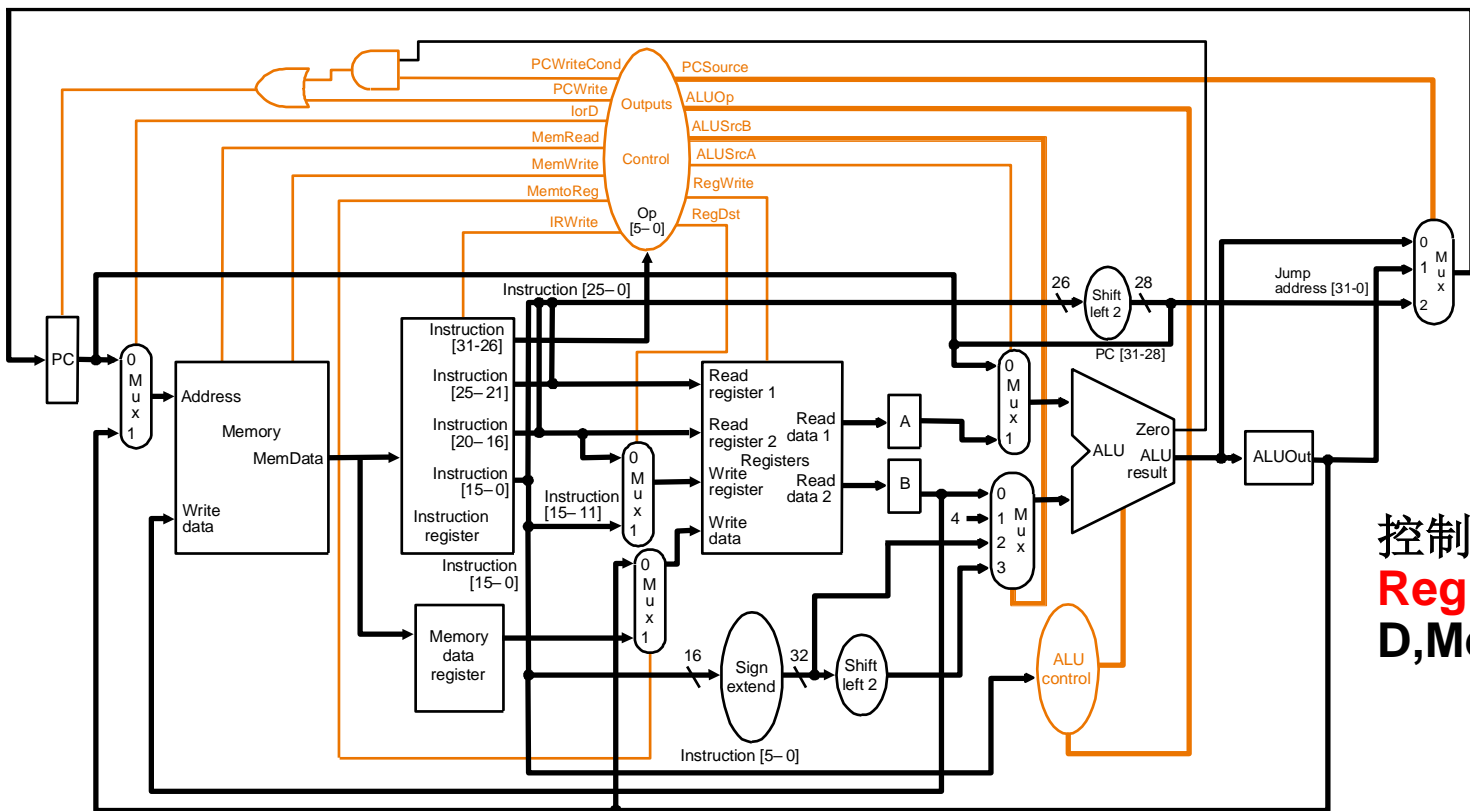 PCWriteCond
PCWrite
IorD
MemRead
MemWrite
MemtoReg
IRWrite
Outputs
Control
Op
[5–0]
PCSource
ALUOp
ALUSrcB
ALUSrcA
RegWrite
RegDst
PC
0
M
u
x
1
Address
Memory
MemData
Write
data
Instruction [25–0]
Instruction
[31-26]
Instruction
[25–21]
Instruction
[20–16]
Instruction
[15–0]
Instruction
register
Instruction
[15–0]
Memory
data
register
Instruction
[15–11]
0
M
u
x
1
0
M
u
x
1
Read
register 1
Read
register 2
Registers
Write
register
Write
data
Read
data 1
Read
data 2
A
B
16
Sign
extend
32
Shift
left 2
Instruction [5–0]
26
Shift
left 2
28
PC [31-28]
Jump
address [31-0]
0
M
u
x
1
4
0
1
2
3
M
u
x
Zero
ALU
ALU
result
ALUOut
ALU
control
0
1
2
M
u
x
控制
Reg
D,Me